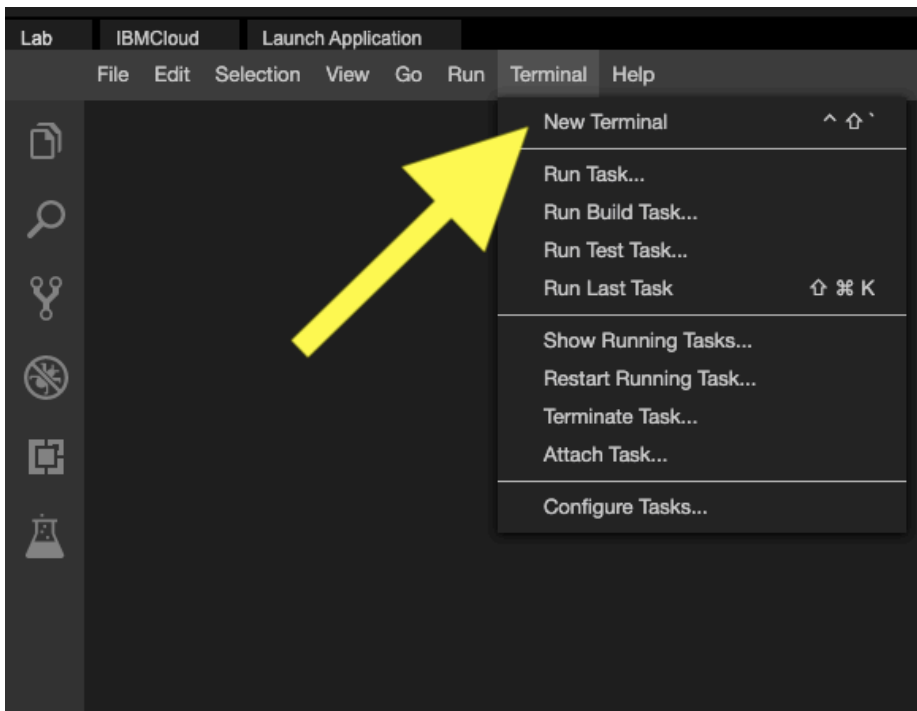 Lab IBMCloud Launch Application
File Edit Selection View Go Run Terminal Help
New Terminal ^ ⇧ `
Run Task...
Run Build Task...
Run Test Task...
Run Last Task ⇧ ⌘ K
Show Running Tasks...
Restart Running Task...
Terminate Task...
Attach Task...
Configure Tasks...